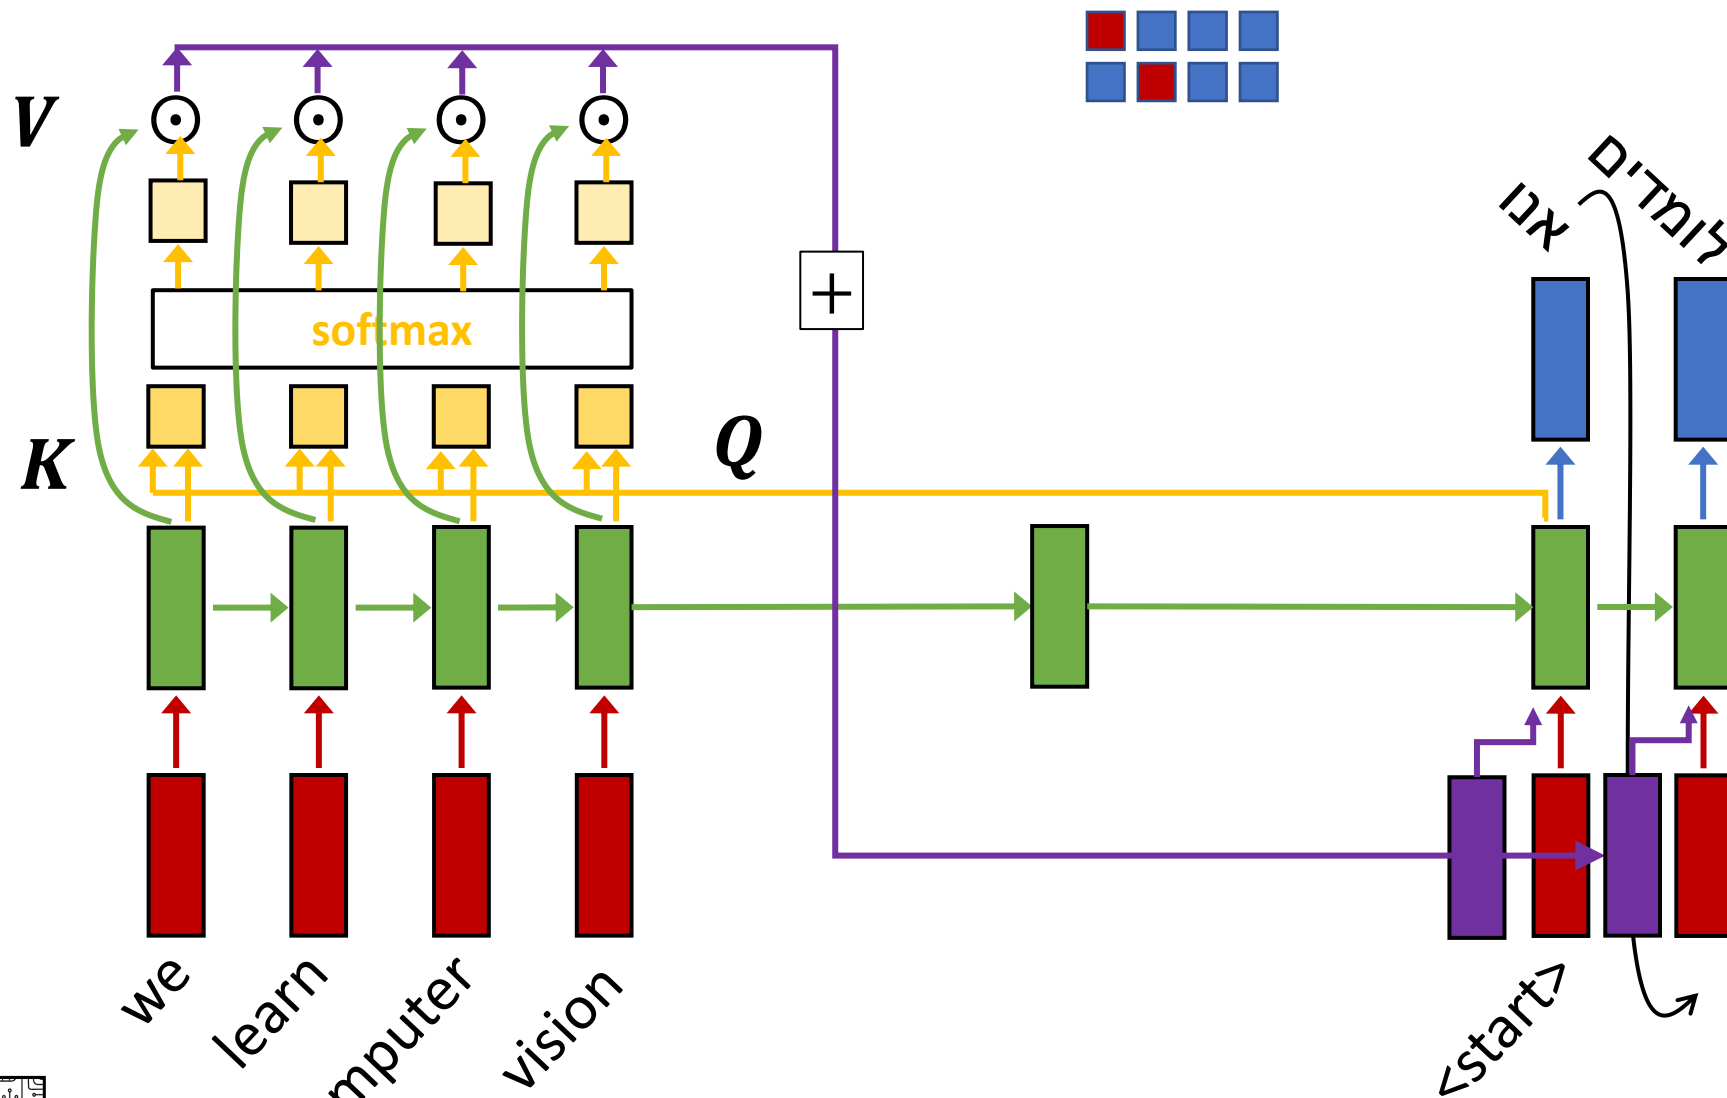 V
אנו
לומדים
+
softmax
K
Q
we
learn
mputer
vision
<start>